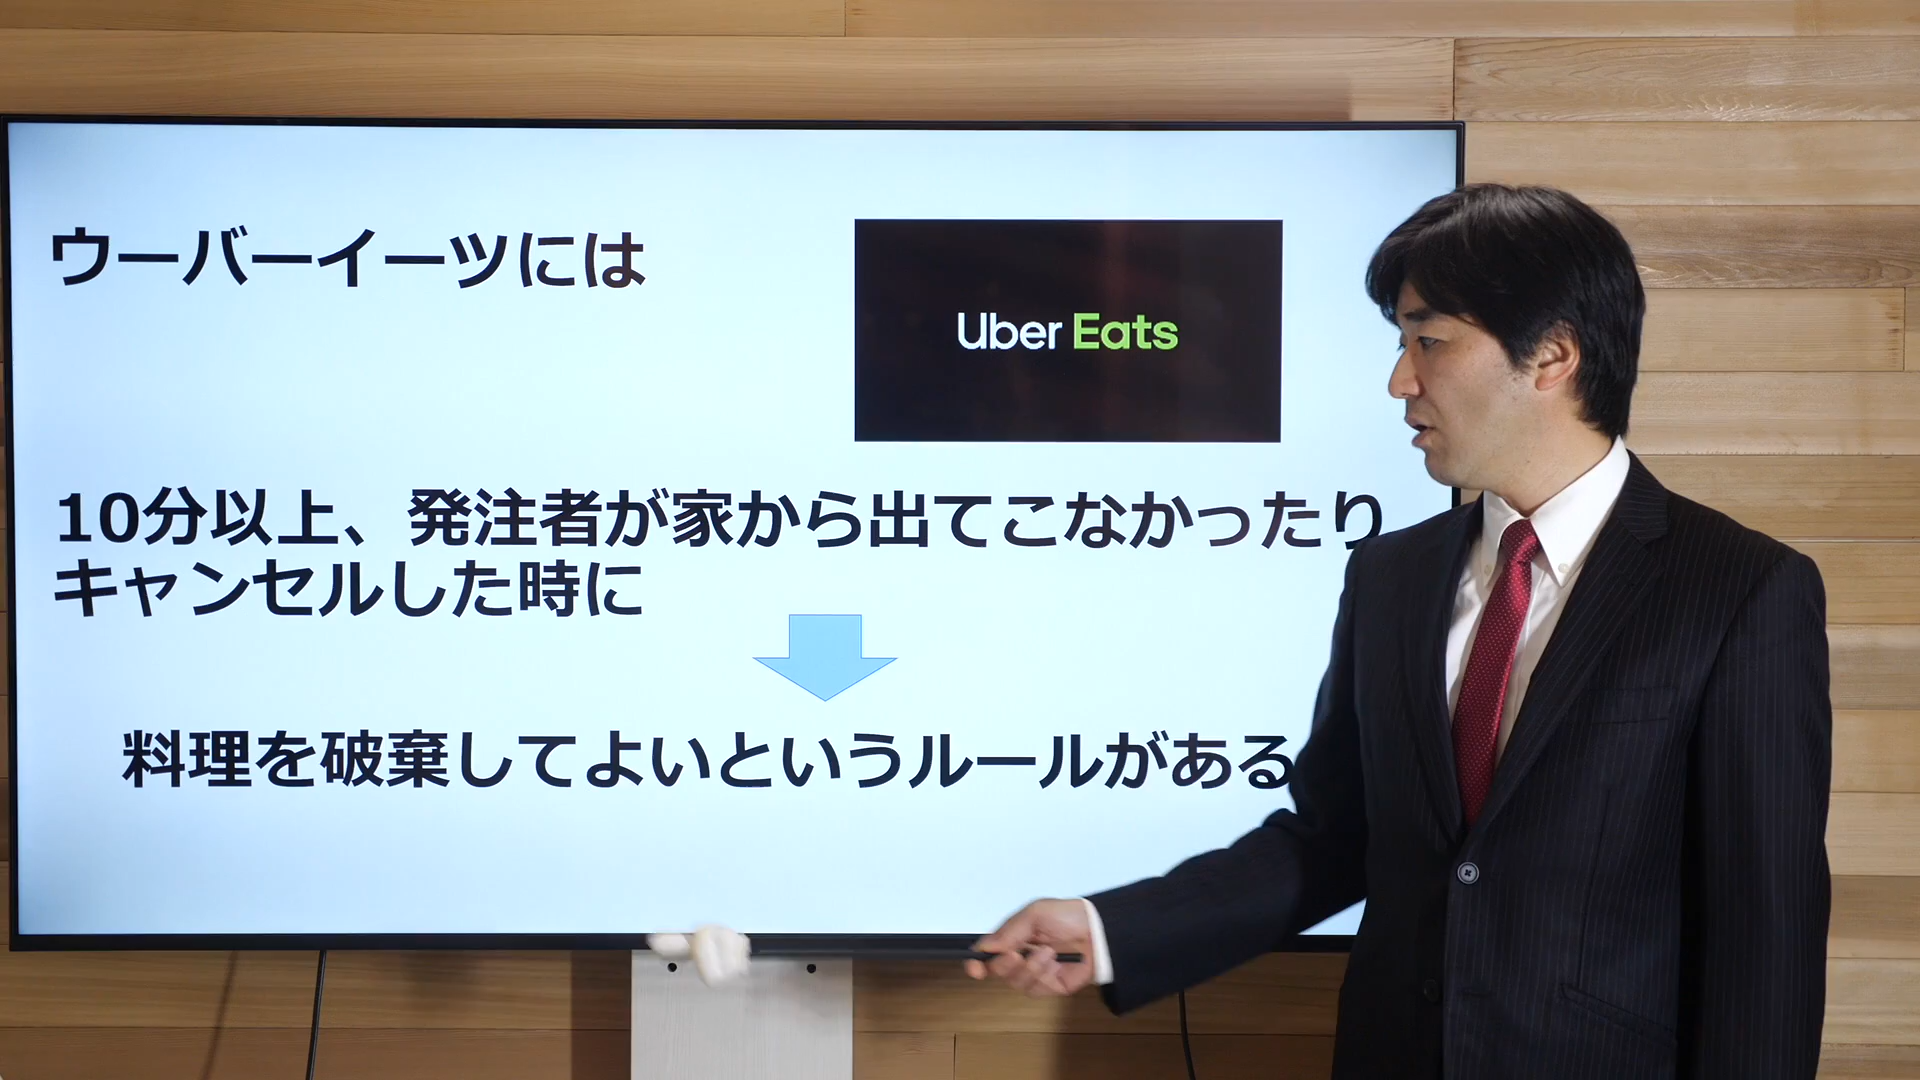 ウーバーイーツには
Uber Eats
10分以上、発注者が家から出てこなかったり
キャンセルした時に
料理を破棄してよいというルールがある